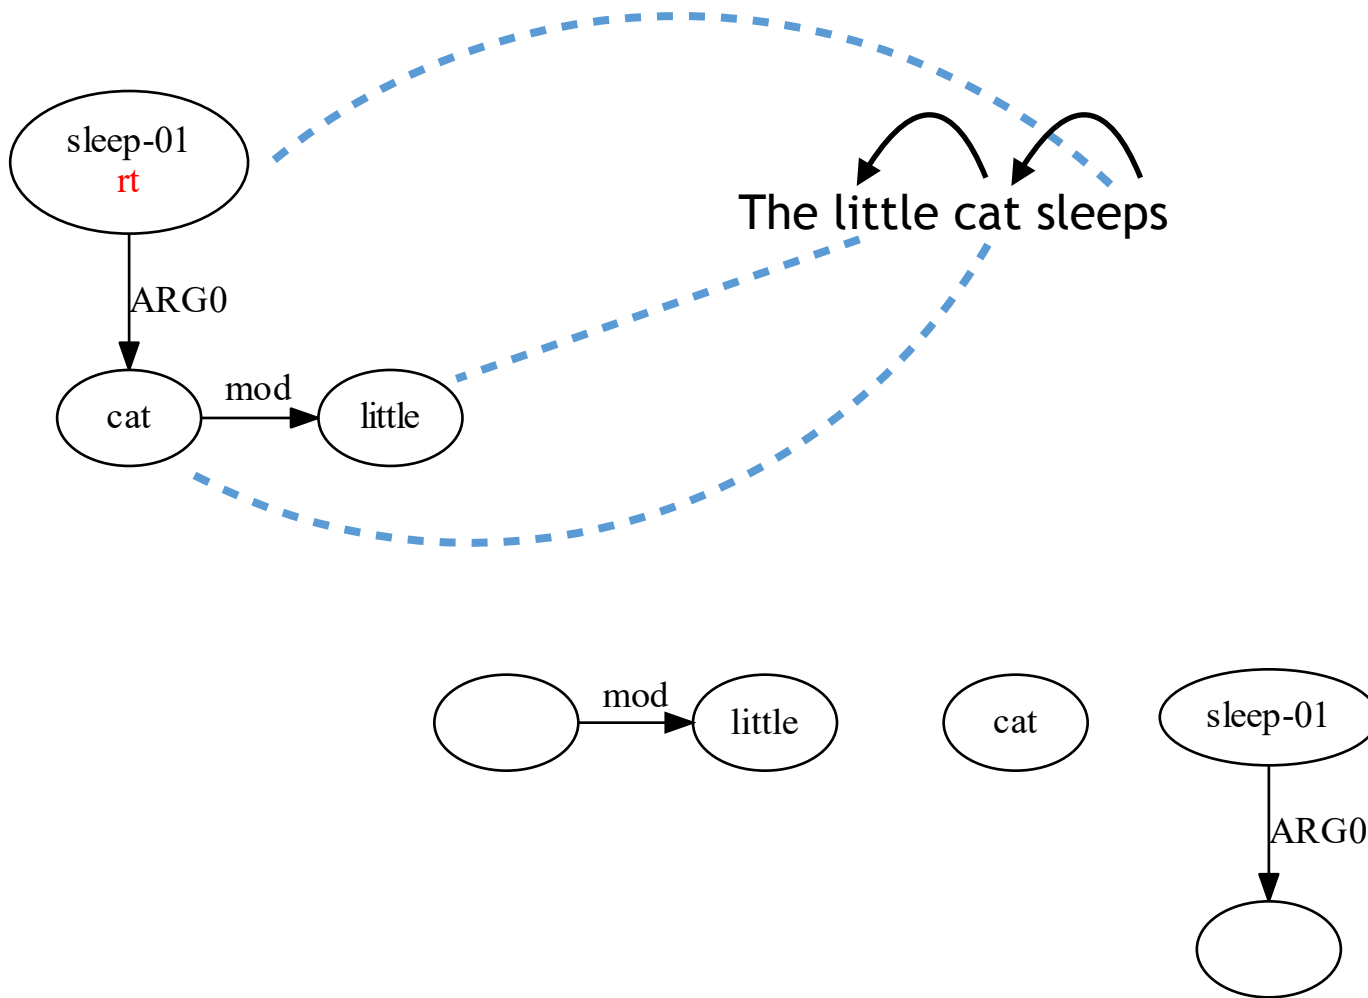 sleep-01
rt
The little cat sleeps
ARG0
mod
cat
little
mod
little
cat
sleep-01
ARG0